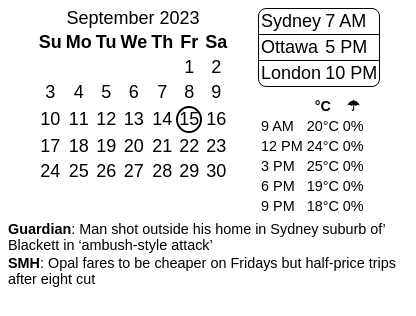 September 2023
Su Mo Tu We Th Fr Sa
1 2
3 4 5 6 7 8 9
10 11 12 13 14 15 16
17 18 19 20 21 22 23
24 25 26 27 28 29 30
Sydney 7 AM
Ottawa 5 PM
London 10 PM
°C ☂
9 AM 20°C 0%
12 PM 24°C 0%
3 PM 25°C 0%
6 PM 19°C 0%
9 PM 18°C 0%
Guardian: Man shot outside his home in Sydney suburb of’
Blackett in ‘ambush-style attack’
SMH: Opal fares to be cheaper on Fridays but half-price trips
after eight cut